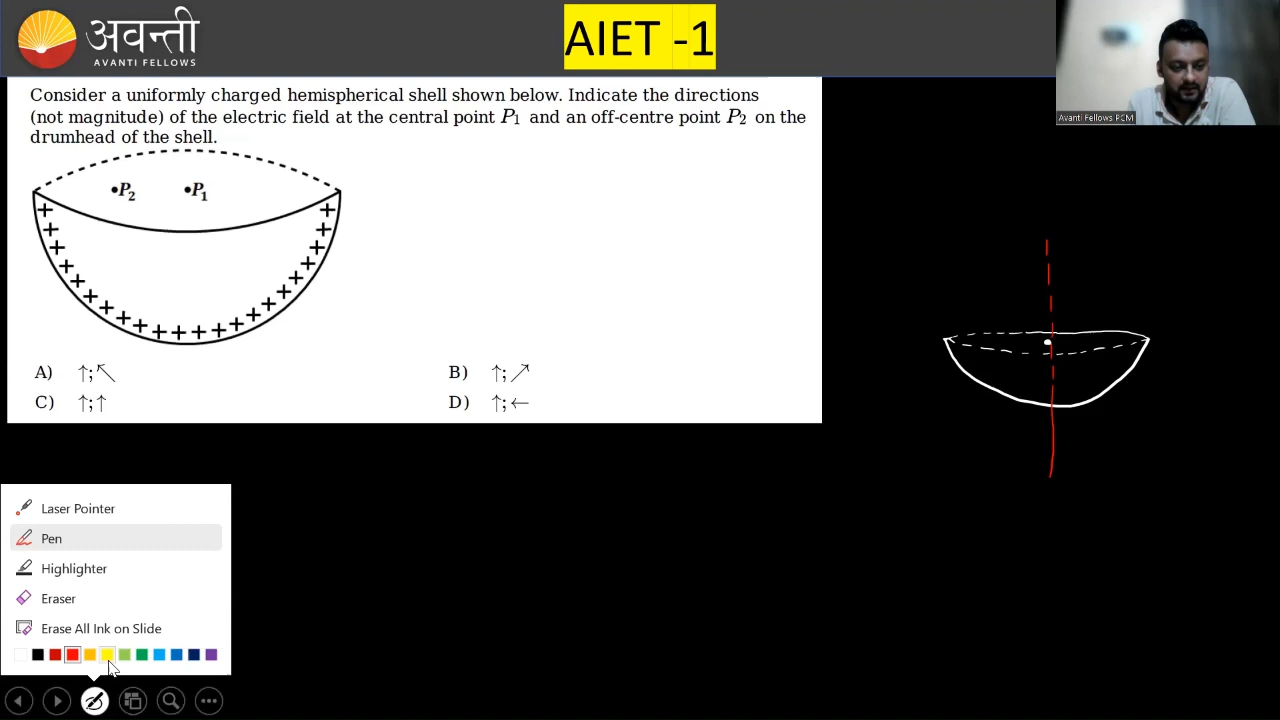 अवन्ती
AVANTI FELLOWS
AIET -1
Avanti Fellows PCM
Consider a uniformly charged hemispherical shell shown below. Indicate the directions
(not magnitude) of the electric field at the central point P₁ and an off-centre point P₂ on the
drumhead of the shell.
•P₂ •P₁
+ + + + + + + + + + + + + + + + + + + + +
A) ↑;↖ B) ↑;↗
C) ↑;↑ D) ↑;←
Laser Pointer
Pen
Highlighter
Eraser
Erase All Ink on Slide